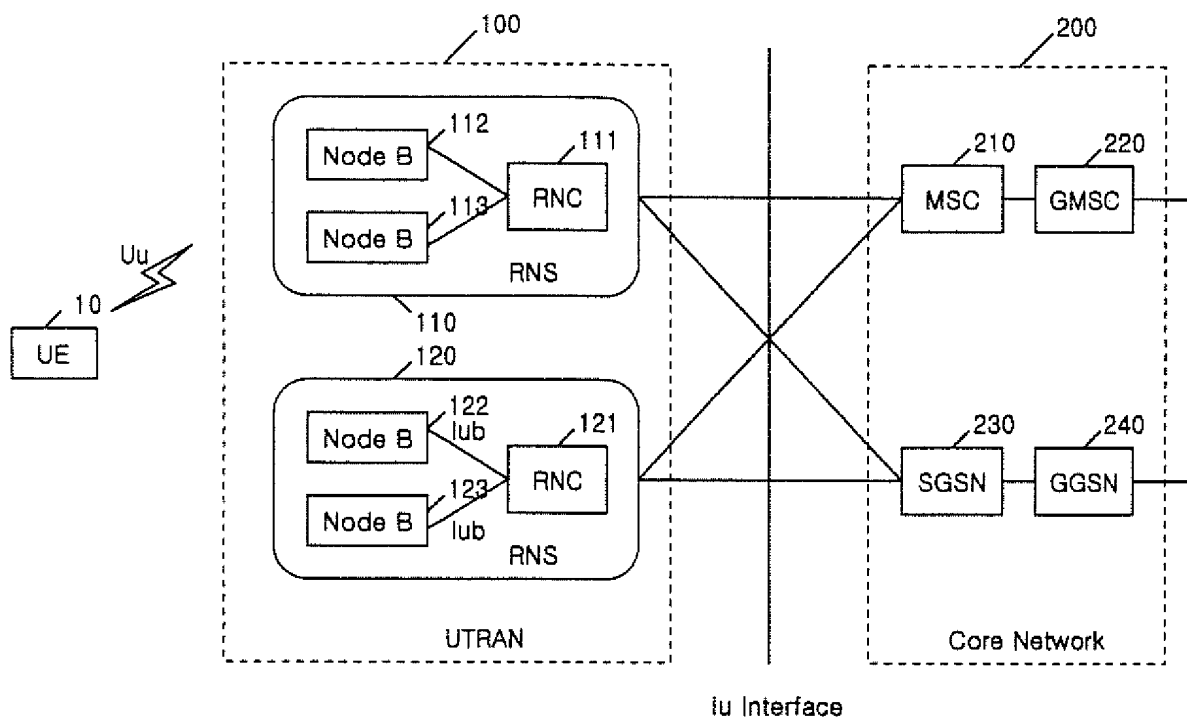 100
200
112
Node B
111
RNC
113
Node B
RNS
110
Uu
10
UE
210
MSC
220
GMSC
120
122
Node B
Iub
121
RNC
123
Node B
Iub
RNS
230
SGSN
240
GGSN
UTRAN
Core Network
Iu Interface